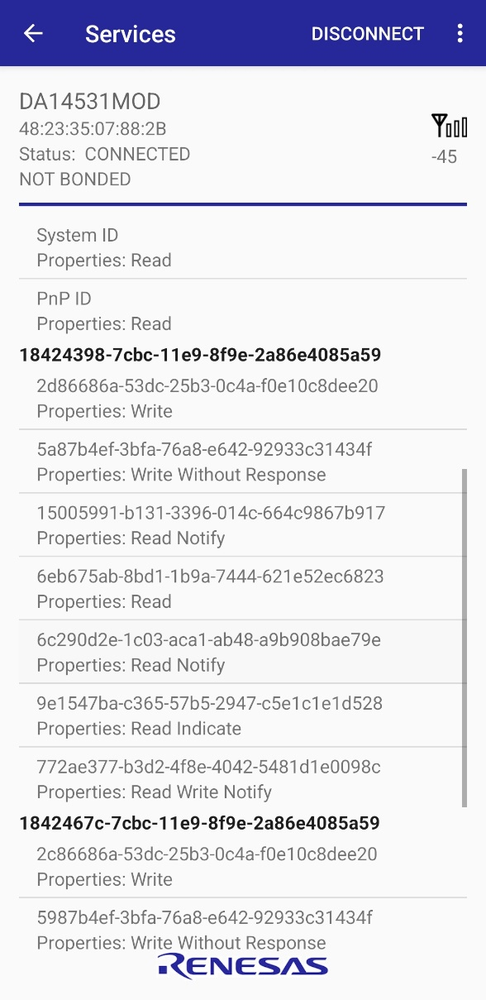 Services
DISCONNECT
DA14531MOD
48:23:35:07:88:2B
Status: CONNECTED
-45
NOT BONDED
System ID
Properties: Read
PnP ID
Properties: Read
18424398-7cbc-11e9-8f9e-2a86e4085a59
2d86686a-53dc-25b3-0c4a-f0e10c8dee20
Properties: Write
5a87b4ef-3bfa-76a8-e642-92933c31434f
Properties: Write Without Response
15005991-b131-3396-014c-664c9867b917
Properties: Read Notify
6eb675ab-8bd1-1b9a-7444-621e52ec6823
Properties: Read
6c290d2e-1c03-aca1-ab48-a9b908bae79e
Properties: Read Notify
9e1547ba-c365-57b5-2947-c5e1c1e1d528
Properties: Read Indicate
772ae377-b3d2-4f8e-4042-5481d1e0098c
Properties: Read Write Notify
1842467c-7cbc-11e9-8f9e-2a86e4085a59
2c86686a-53dc-25b3-0c4a-f0e10c8dee20
Properties: Write
5987b4ef-3bfa-76a8-e642-92933c31434f
Properties: Write Without Response
RENESAS